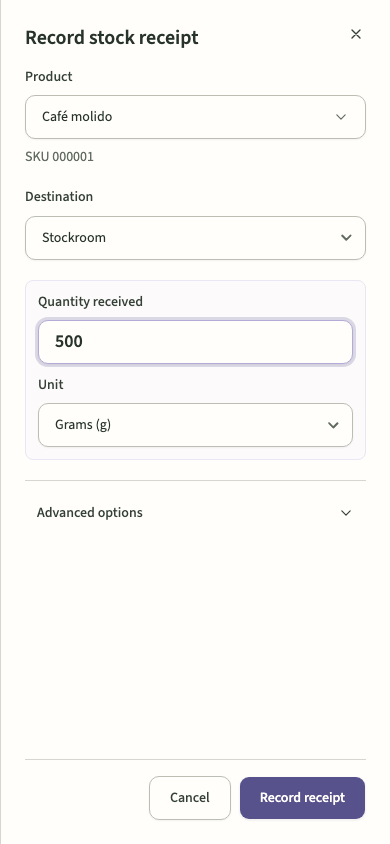 Record stock receipt
Product
Café molido
SKU 000001
Destination
Stockroom
Quantity received
500
Unit
Grams (g)
Advanced options
Cancel
Record receipt